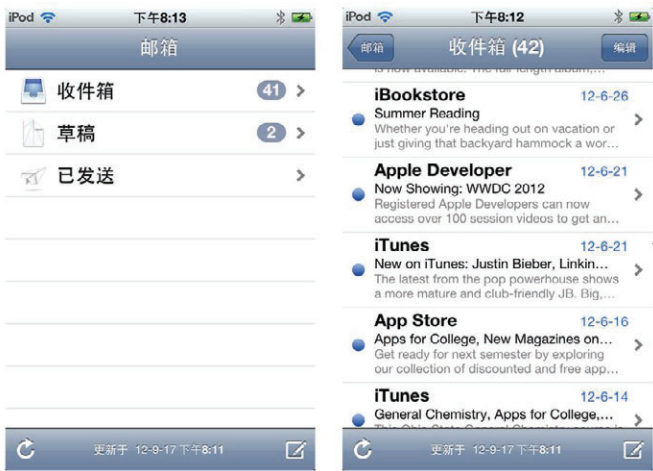 iPod
下午8:13
邮箱
收件箱
41
草稿
2
已发送
更新于 12-9-17 下午8:11
iPod
下午8:12
邮箱
收件箱 (42)
编辑
is now available. The full-length album,...
iBookstore
12-6-26
Summer Reading
Whether you're heading out on vacation or
just giving that backyard hammock a wor...
Apple Developer
12-6-21
Now Showing: WWDC 2012
Registered Apple Developers can now
access over 100 session videos to get an...
iTunes
12-6-21
New on iTunes: Justin Bieber, Linkin...
The latest from the pop powerhouse shows
a more mature and club-friendly JB. Big,...
App Store
12-6-16
Apps for College, New Magazines on...
Get ready for next semester by exploring
our collection of discounted and free app...
iTunes
12-6-14
General Chemistry, Apps for College,...
更新于 12-9-17 下午8:11